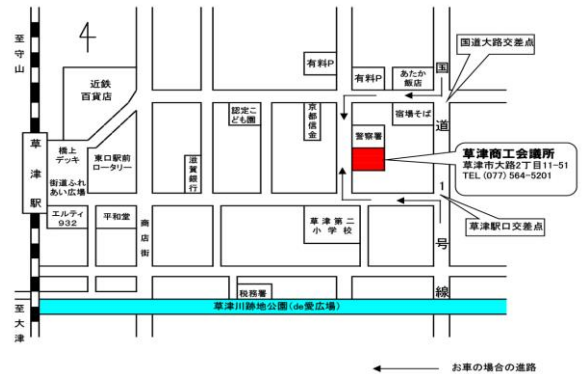 至守山
4
近鉄
百貨店
有料P
有料P
あたか
飯店
国道大路交差点
認定こ
ども園
京都信金
宿場そば
警察署
国道1号線
草津駅
橋上
デッキ
街道ふれ
あい広場
東口駅前
ロータリー
滋賀銀行
草津商工会議所
草津市大路2丁目11-51
TEL (077) 564-5201
エルティ
932
平和堂
商店街
草津第二
小学校
草津駅口交差点
税務署
草津川跡地公園(de愛広場)
至大津
お車の場合の進路